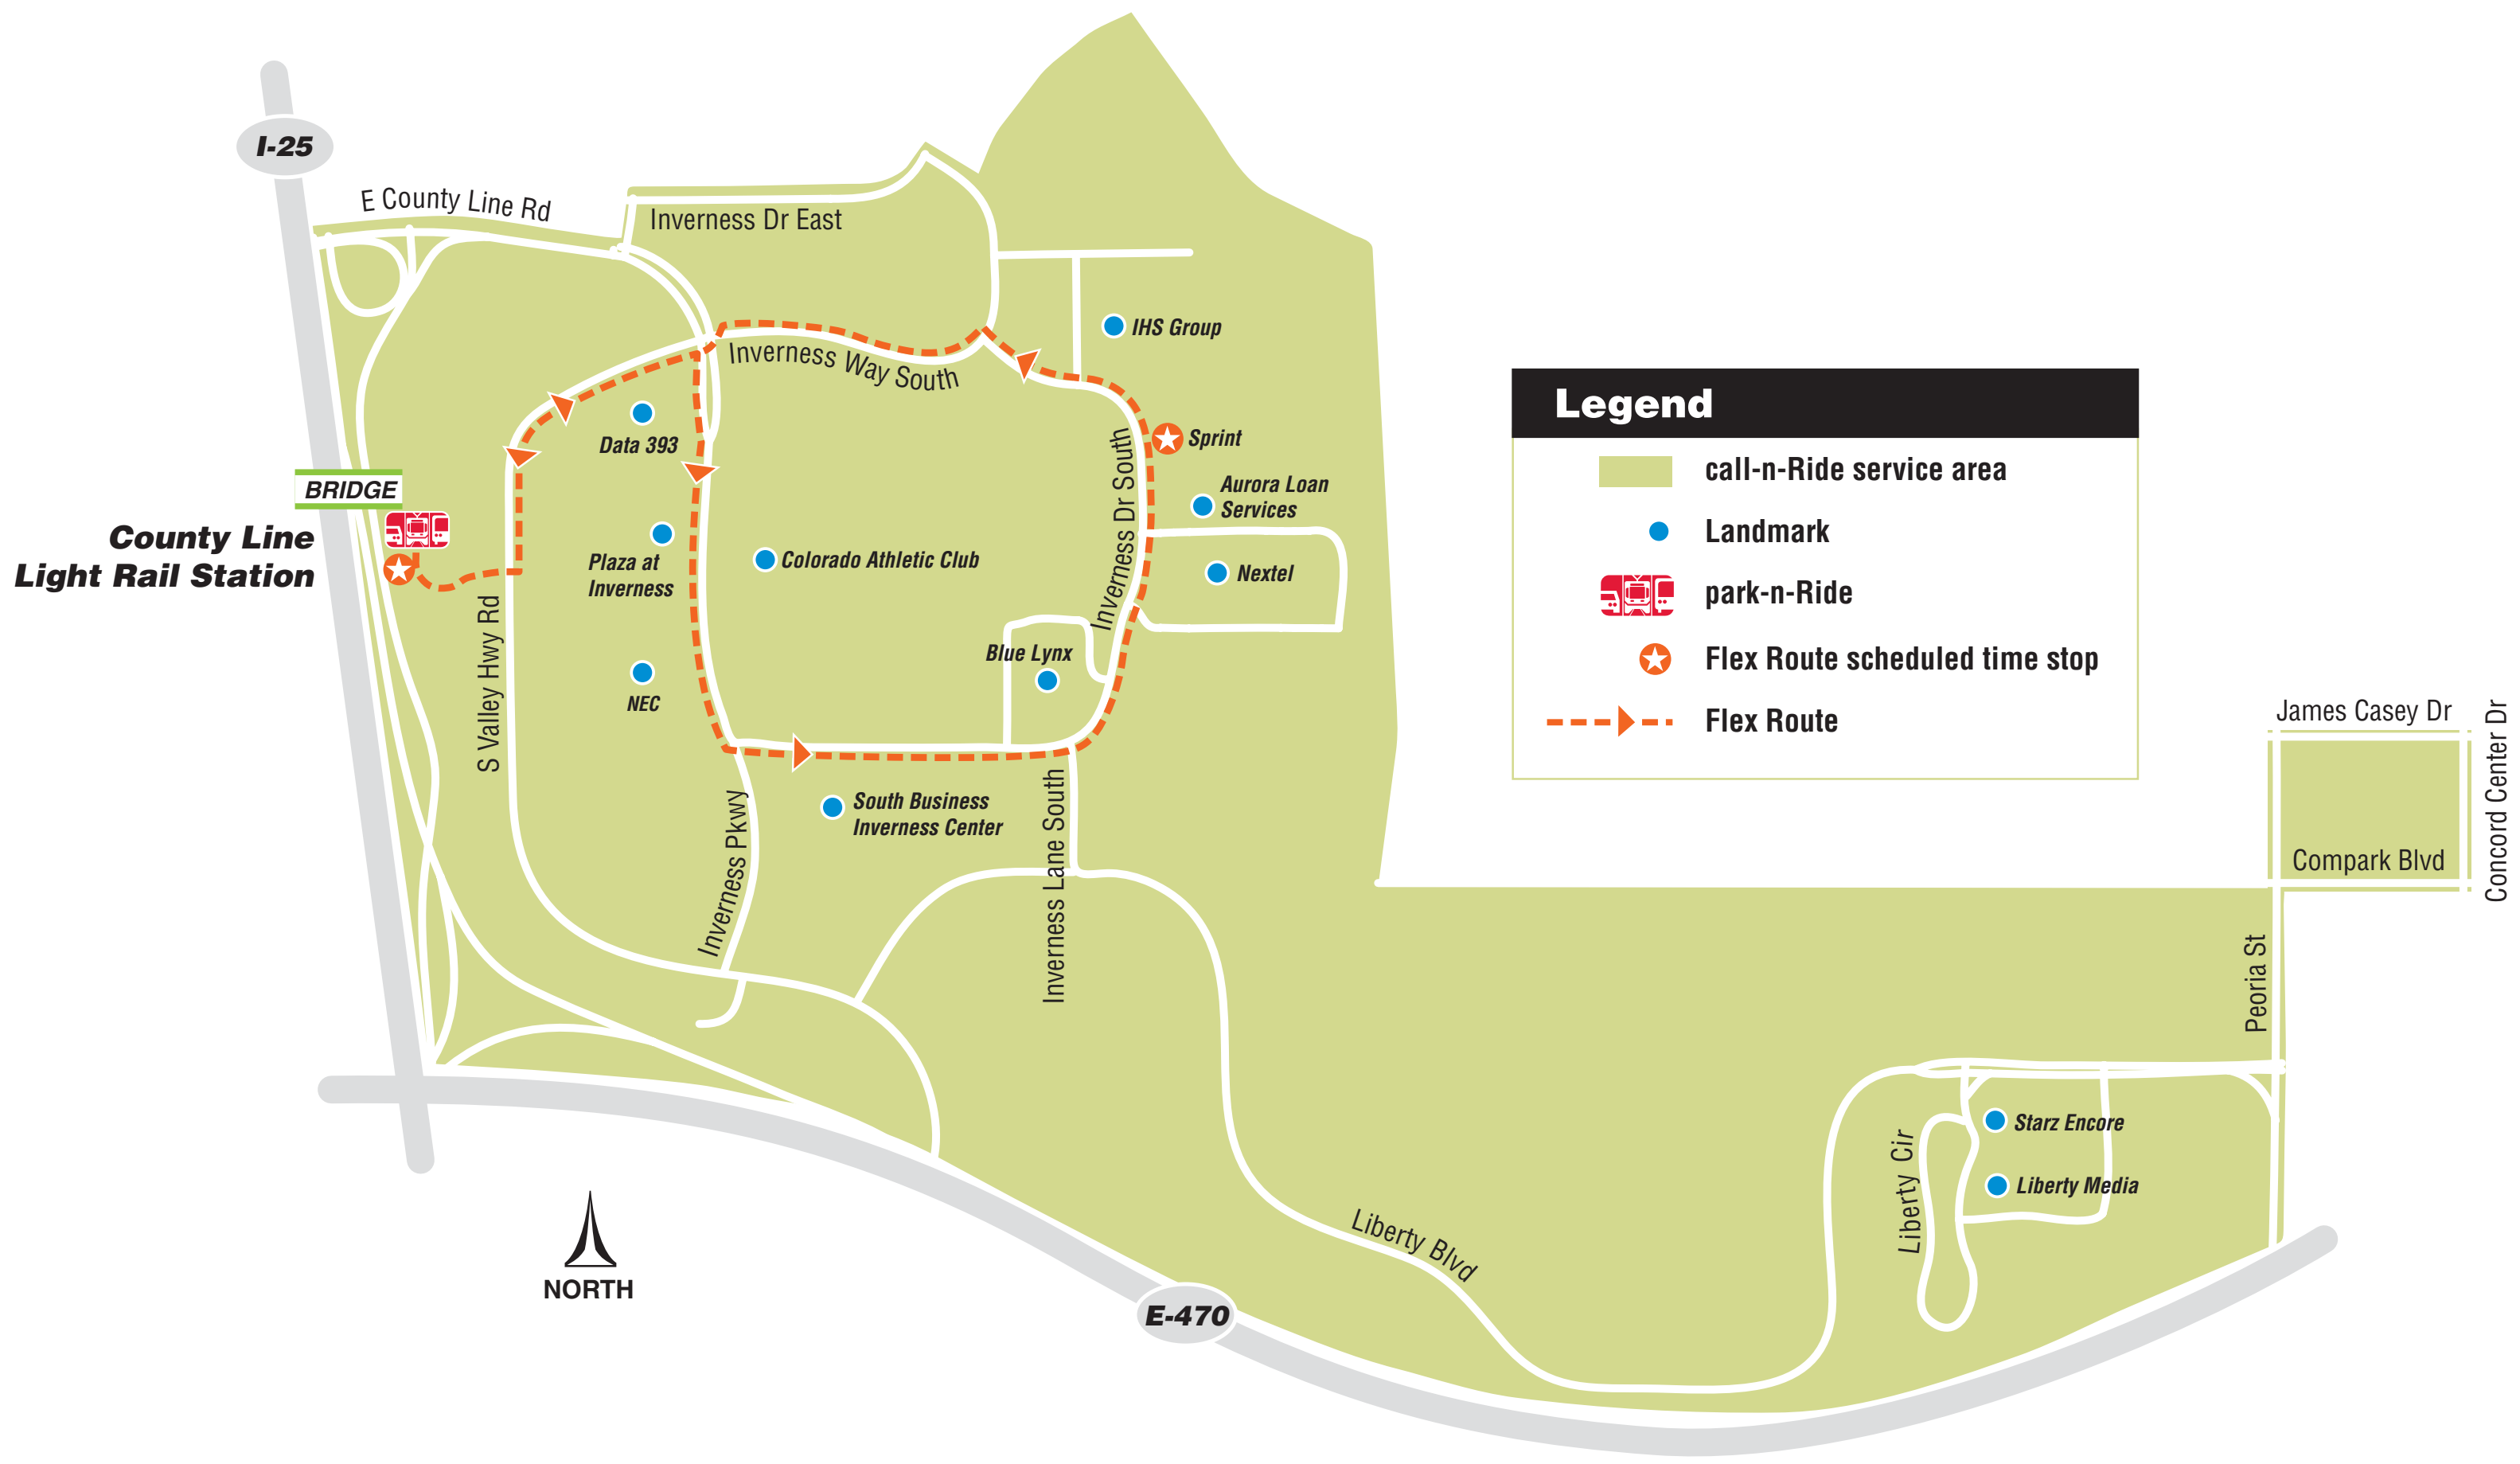 I-25
E County Line Rd
Inverness Dr East
IHS Group
Inverness Way South
Legend
call-n-Ride service area
Landmark
park-n-Ride
Flex Route scheduled time stop
Flex Route
Data 393
Sprint
Inverness Dr South
BRIDGE
Aurora Loan
Services
County Line
Light Rail Station
Plaza at
Inverness
Colorado Athletic Club
Nextel
S Valley Hwy Rd
Blue Lynx
NEC
James Casey Dr
Concord Center Dr
South Business
Inverness Center
Inverness Pkwy
Inverness Lane South
Compark Blvd
Peoria St
Starz Encore
Liberty Cir
Liberty Media
Liberty Blvd
NORTH
E-470